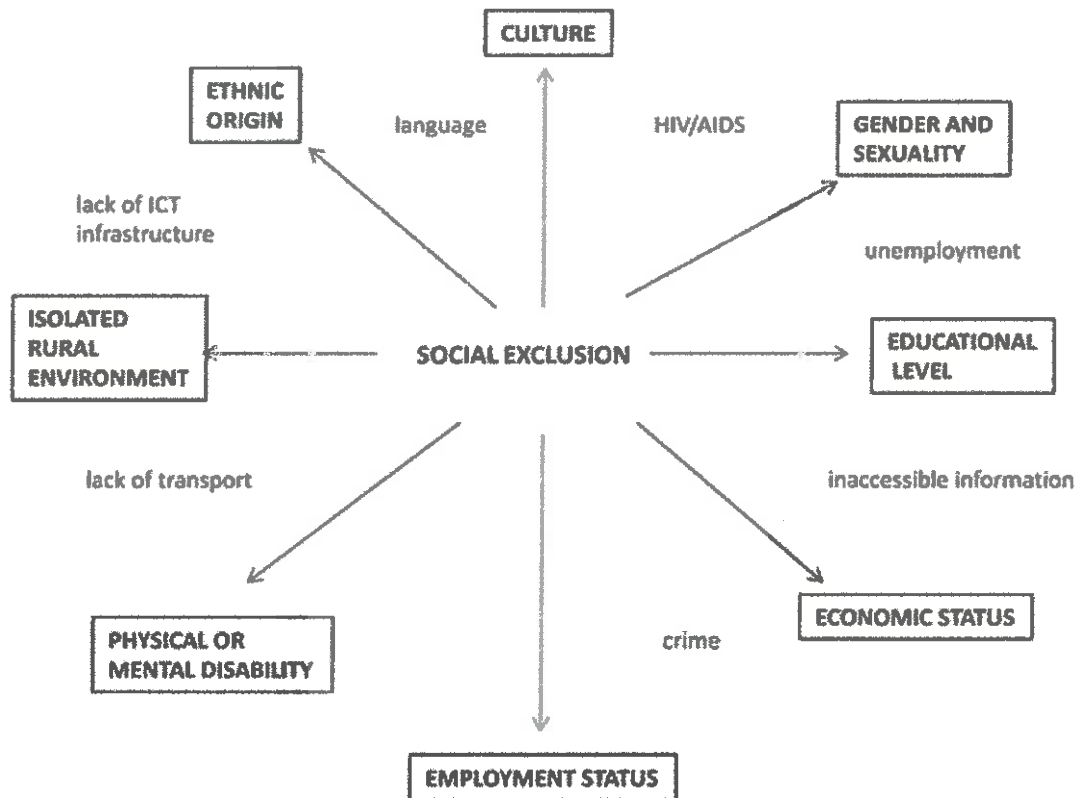 CULTURE
ETHNIC
ORIGIN
language
HIV/AIDS
GENDER AND
SEXUALITY
lack of ICT
infrastructure
unemployment
ISOLATED
RURAL
ENVIRONMENT
SOCIAL EXCLUSION
EDUCATIONAL
LEVEL
lack of transport
inaccessible information
PHYSICAL OR
MENTAL DISABILITY
crime
ECONOMIC STATUS
EMPLOYMENT STATUS